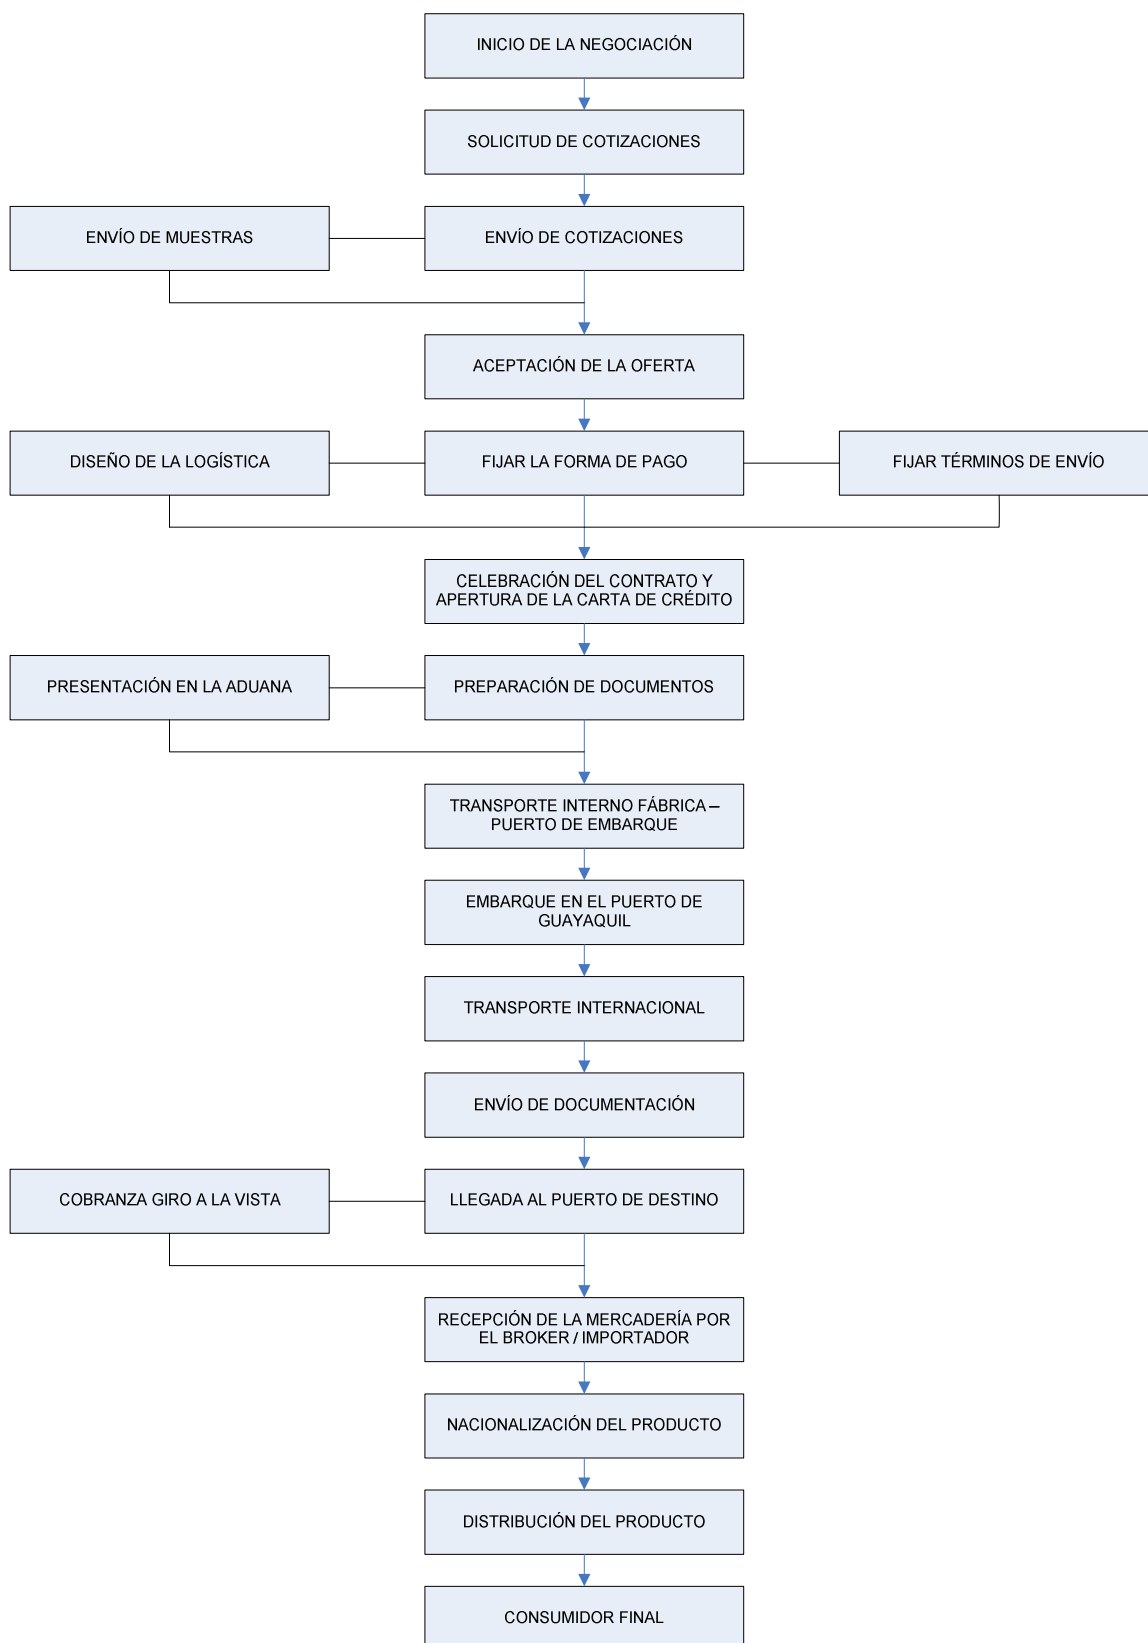 INICIO DE LA NEGOCIACIÓN
SOLICITUD DE COTIZACIONES
ENVÍO DE MUESTRAS
ENVÍO DE COTIZACIONES
ACEPTACIÓN DE LA OFERTA
DISEÑO DE LA LOGÍSTICA
FIJAR LA FORMA DE PAGO
FIJAR TÉRMINOS DE ENVÍO
CELEBRACIÓN DEL CONTRATO Y
APERTURA DE LA CARTA DE CRÉDITO
PRESENTACIÓN EN LA ADUANA
PREPARACIÓN DE DOCUMENTOS
TRANSPORTE INTERNO FÁBRICA –
PUERTO DE EMBARQUE
EMBARQUE EN EL PUERTO DE
GUAYAQUIL
TRANSPORTE INTERNACIONAL
ENVÍO DE DOCUMENTACIÓN
COBRANZA GIRO A LA VISTA
LLEGADA AL PUERTO DE DESTINO
RECEPCIÓN DE LA MERCADERÍA POR
EL BROKER / IMPORTADOR
NACIONALIZACIÓN DEL PRODUCTO
DISTRIBUCIÓN DEL PRODUCTO
CONSUMIDOR FINAL